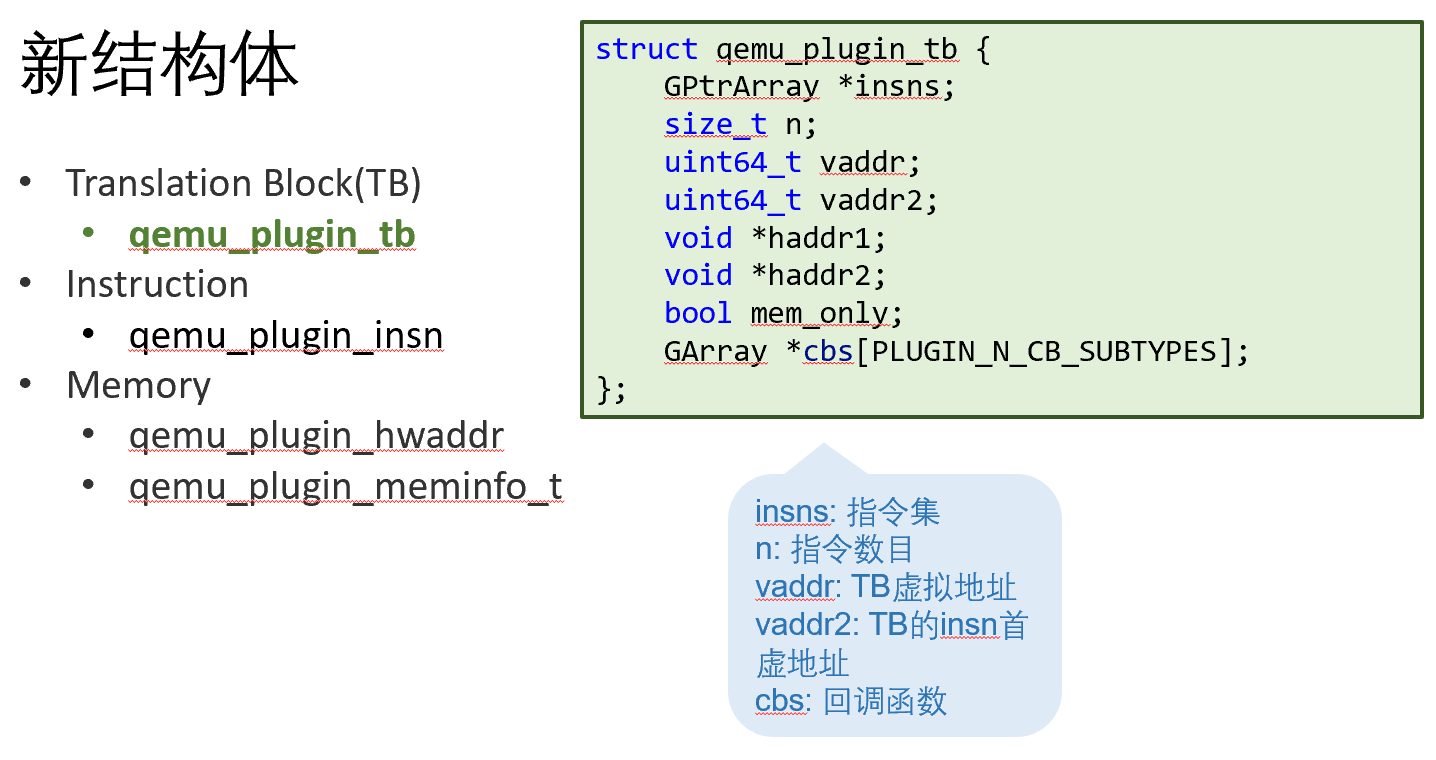 新结构体
Translation Block(TB)
qemu_plugin_tb
Instruction
qemu_plugin_insn
Memory
qemu_plugin_hwaddr
qemu_plugin_meminfo_t
struct qemu_plugin_tb {
GPtrArray *insns;
size_t n;
uint64_t vaddr;
uint64_t vaddr2;
void *haddr1;
void *haddr2;
bool mem_only;
GArray *cbs[PLUGIN_N_CB_SUBTYPES];
};
insns: 指令集
n: 指令数目
vaddr: TB虚拟地址
vaddr2: TB的insn首
虚地址
cbs: 回调函数